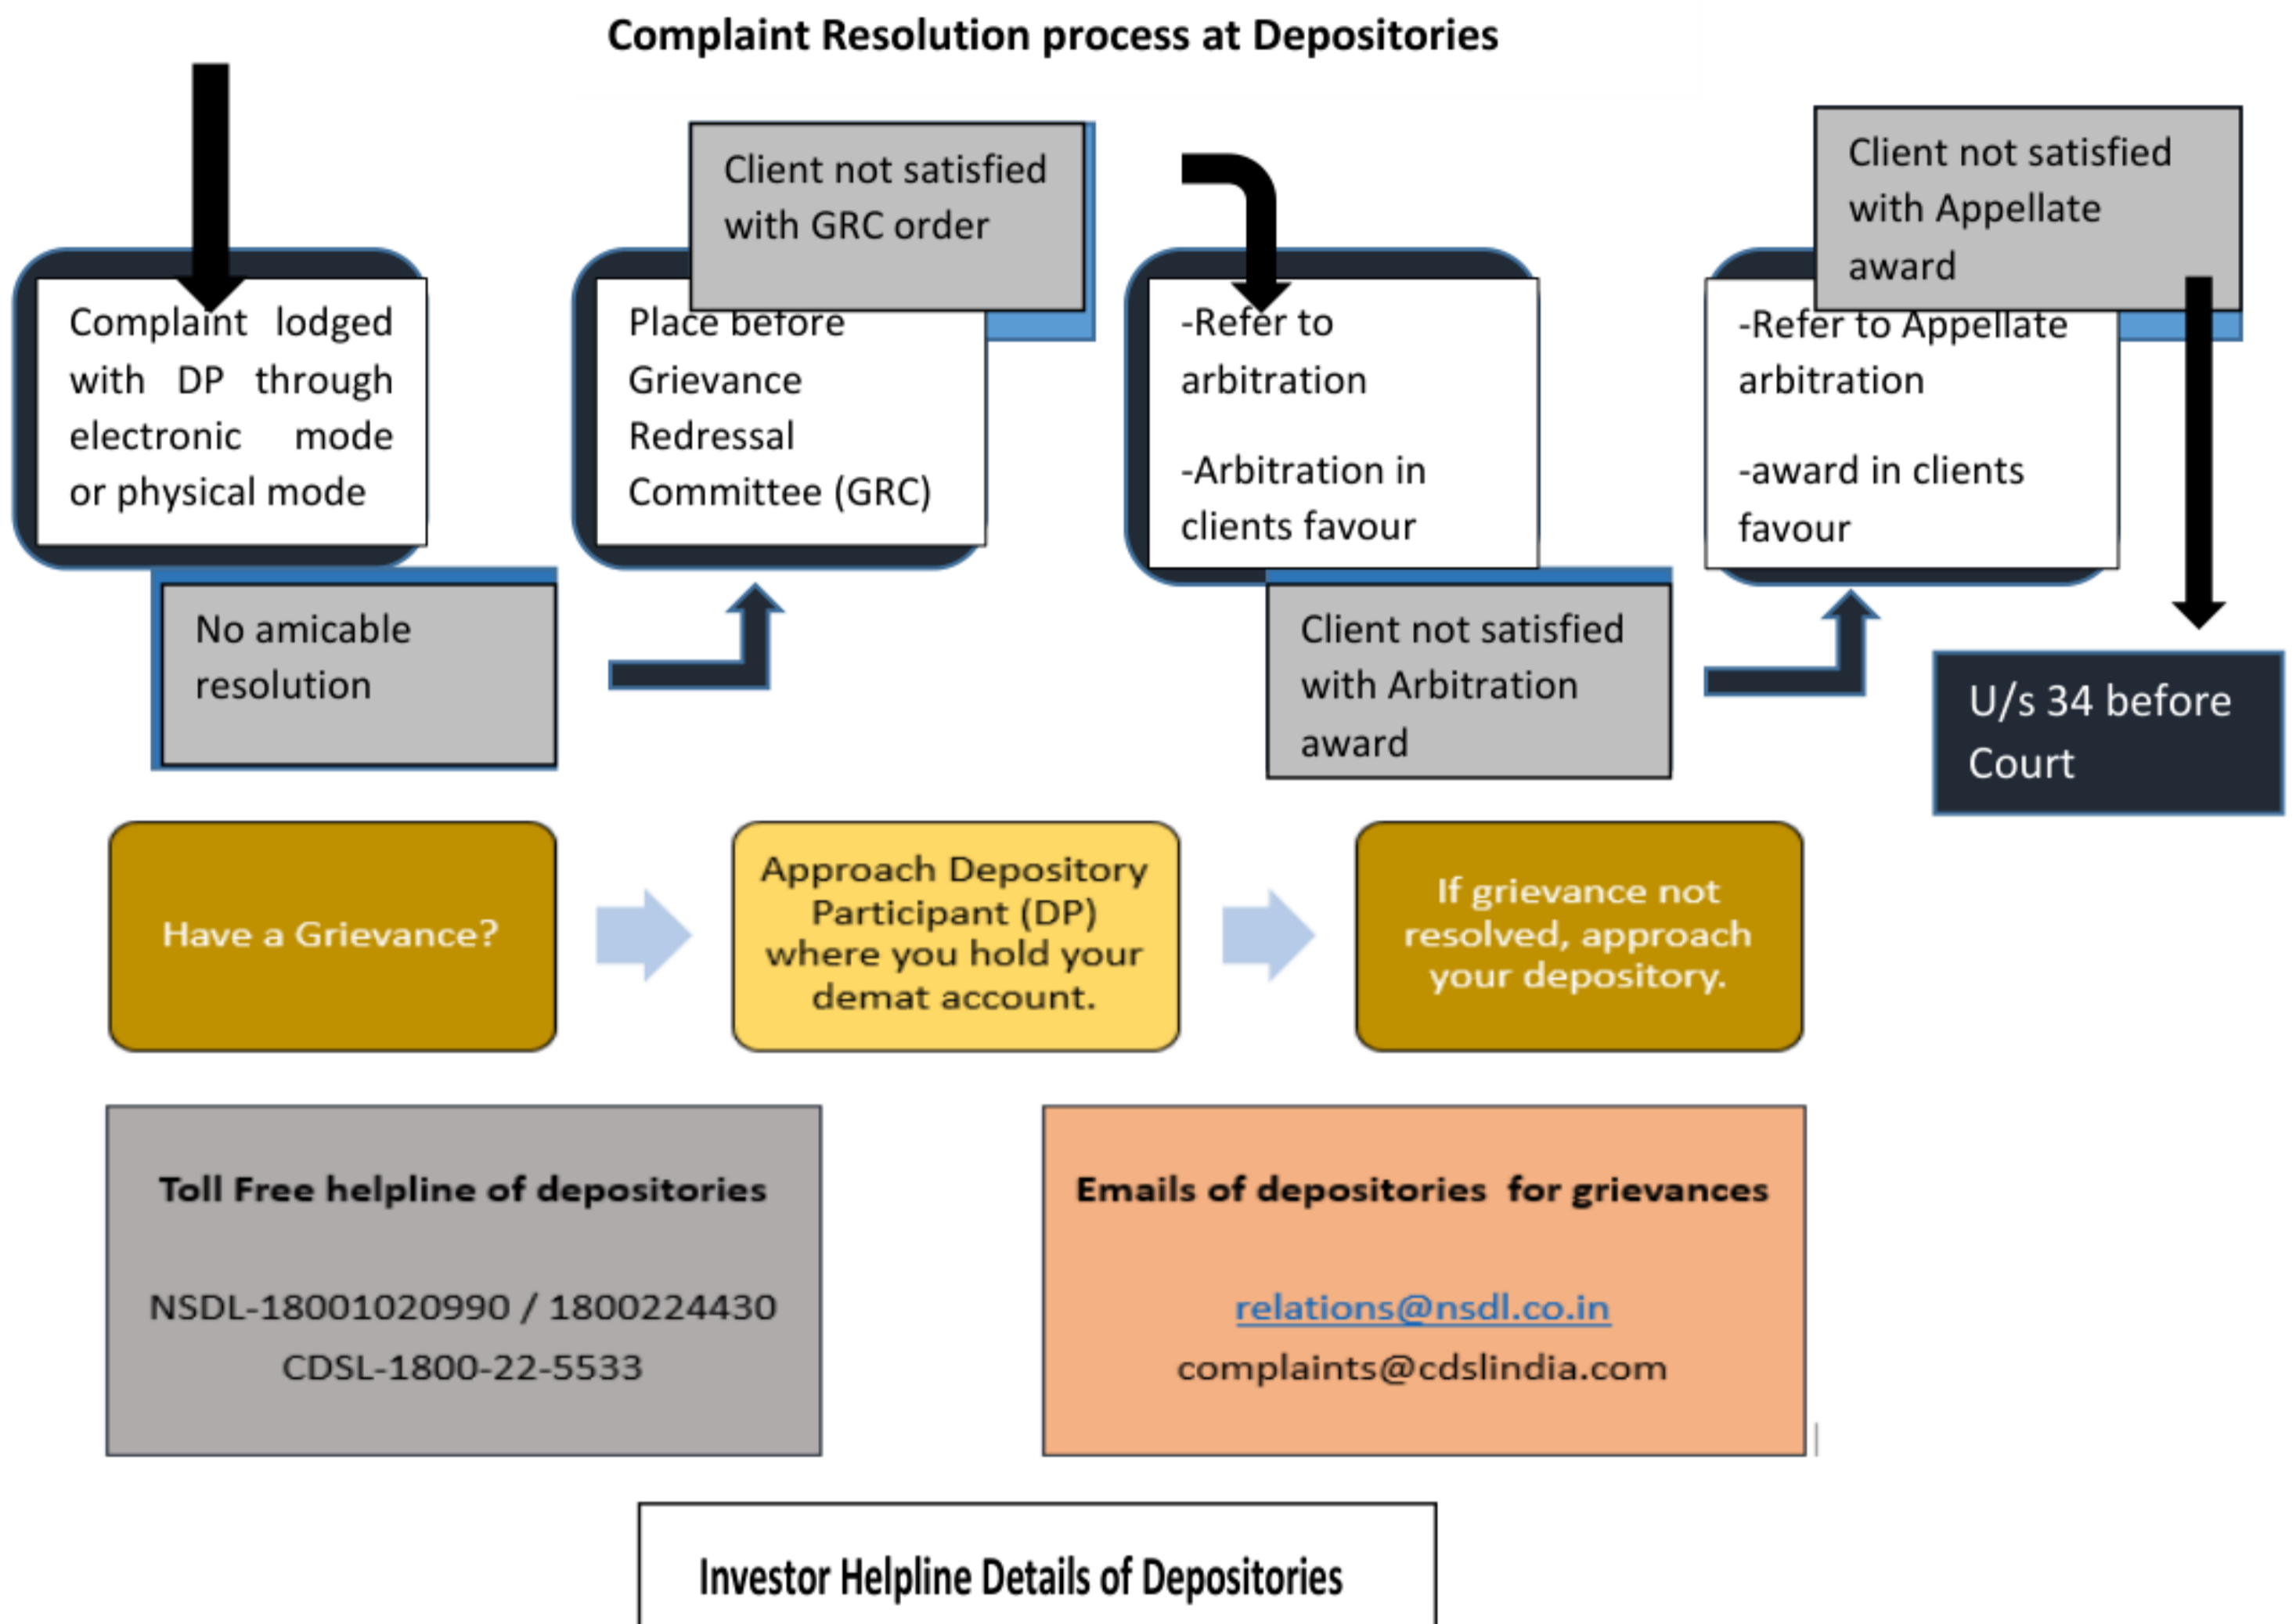 Complaint Resolution process at Depositories
Complaint lodged
with DP through
electronic mode
or physical mode
No amicable
resolution
Place before
Grievance
Redressal
Committee (GRC)
Client not satisfied
with GRC order
-Refer to
arbitration
-Arbitration in
clients favour
Client not satisfied
with Arbitration
award
-Refer to Appellate
arbitration
-award in clients
favour
Client not satisfied
with Appellate
award
U/s 34 before
Court
Have a Grievance?
Approach Depository
Participant (DP)
where you hold your
demat account.
If grievance not
resolved, approach
your depository.
Toll Free helpline of depositories
NSDL-18001020990 / 1800224430
CDSL-1800-22-5533
Emails of depositories for grievances
relations@nsdl.co.in
complaints@cdslindia.com
Investor Helpline Details of Depositories